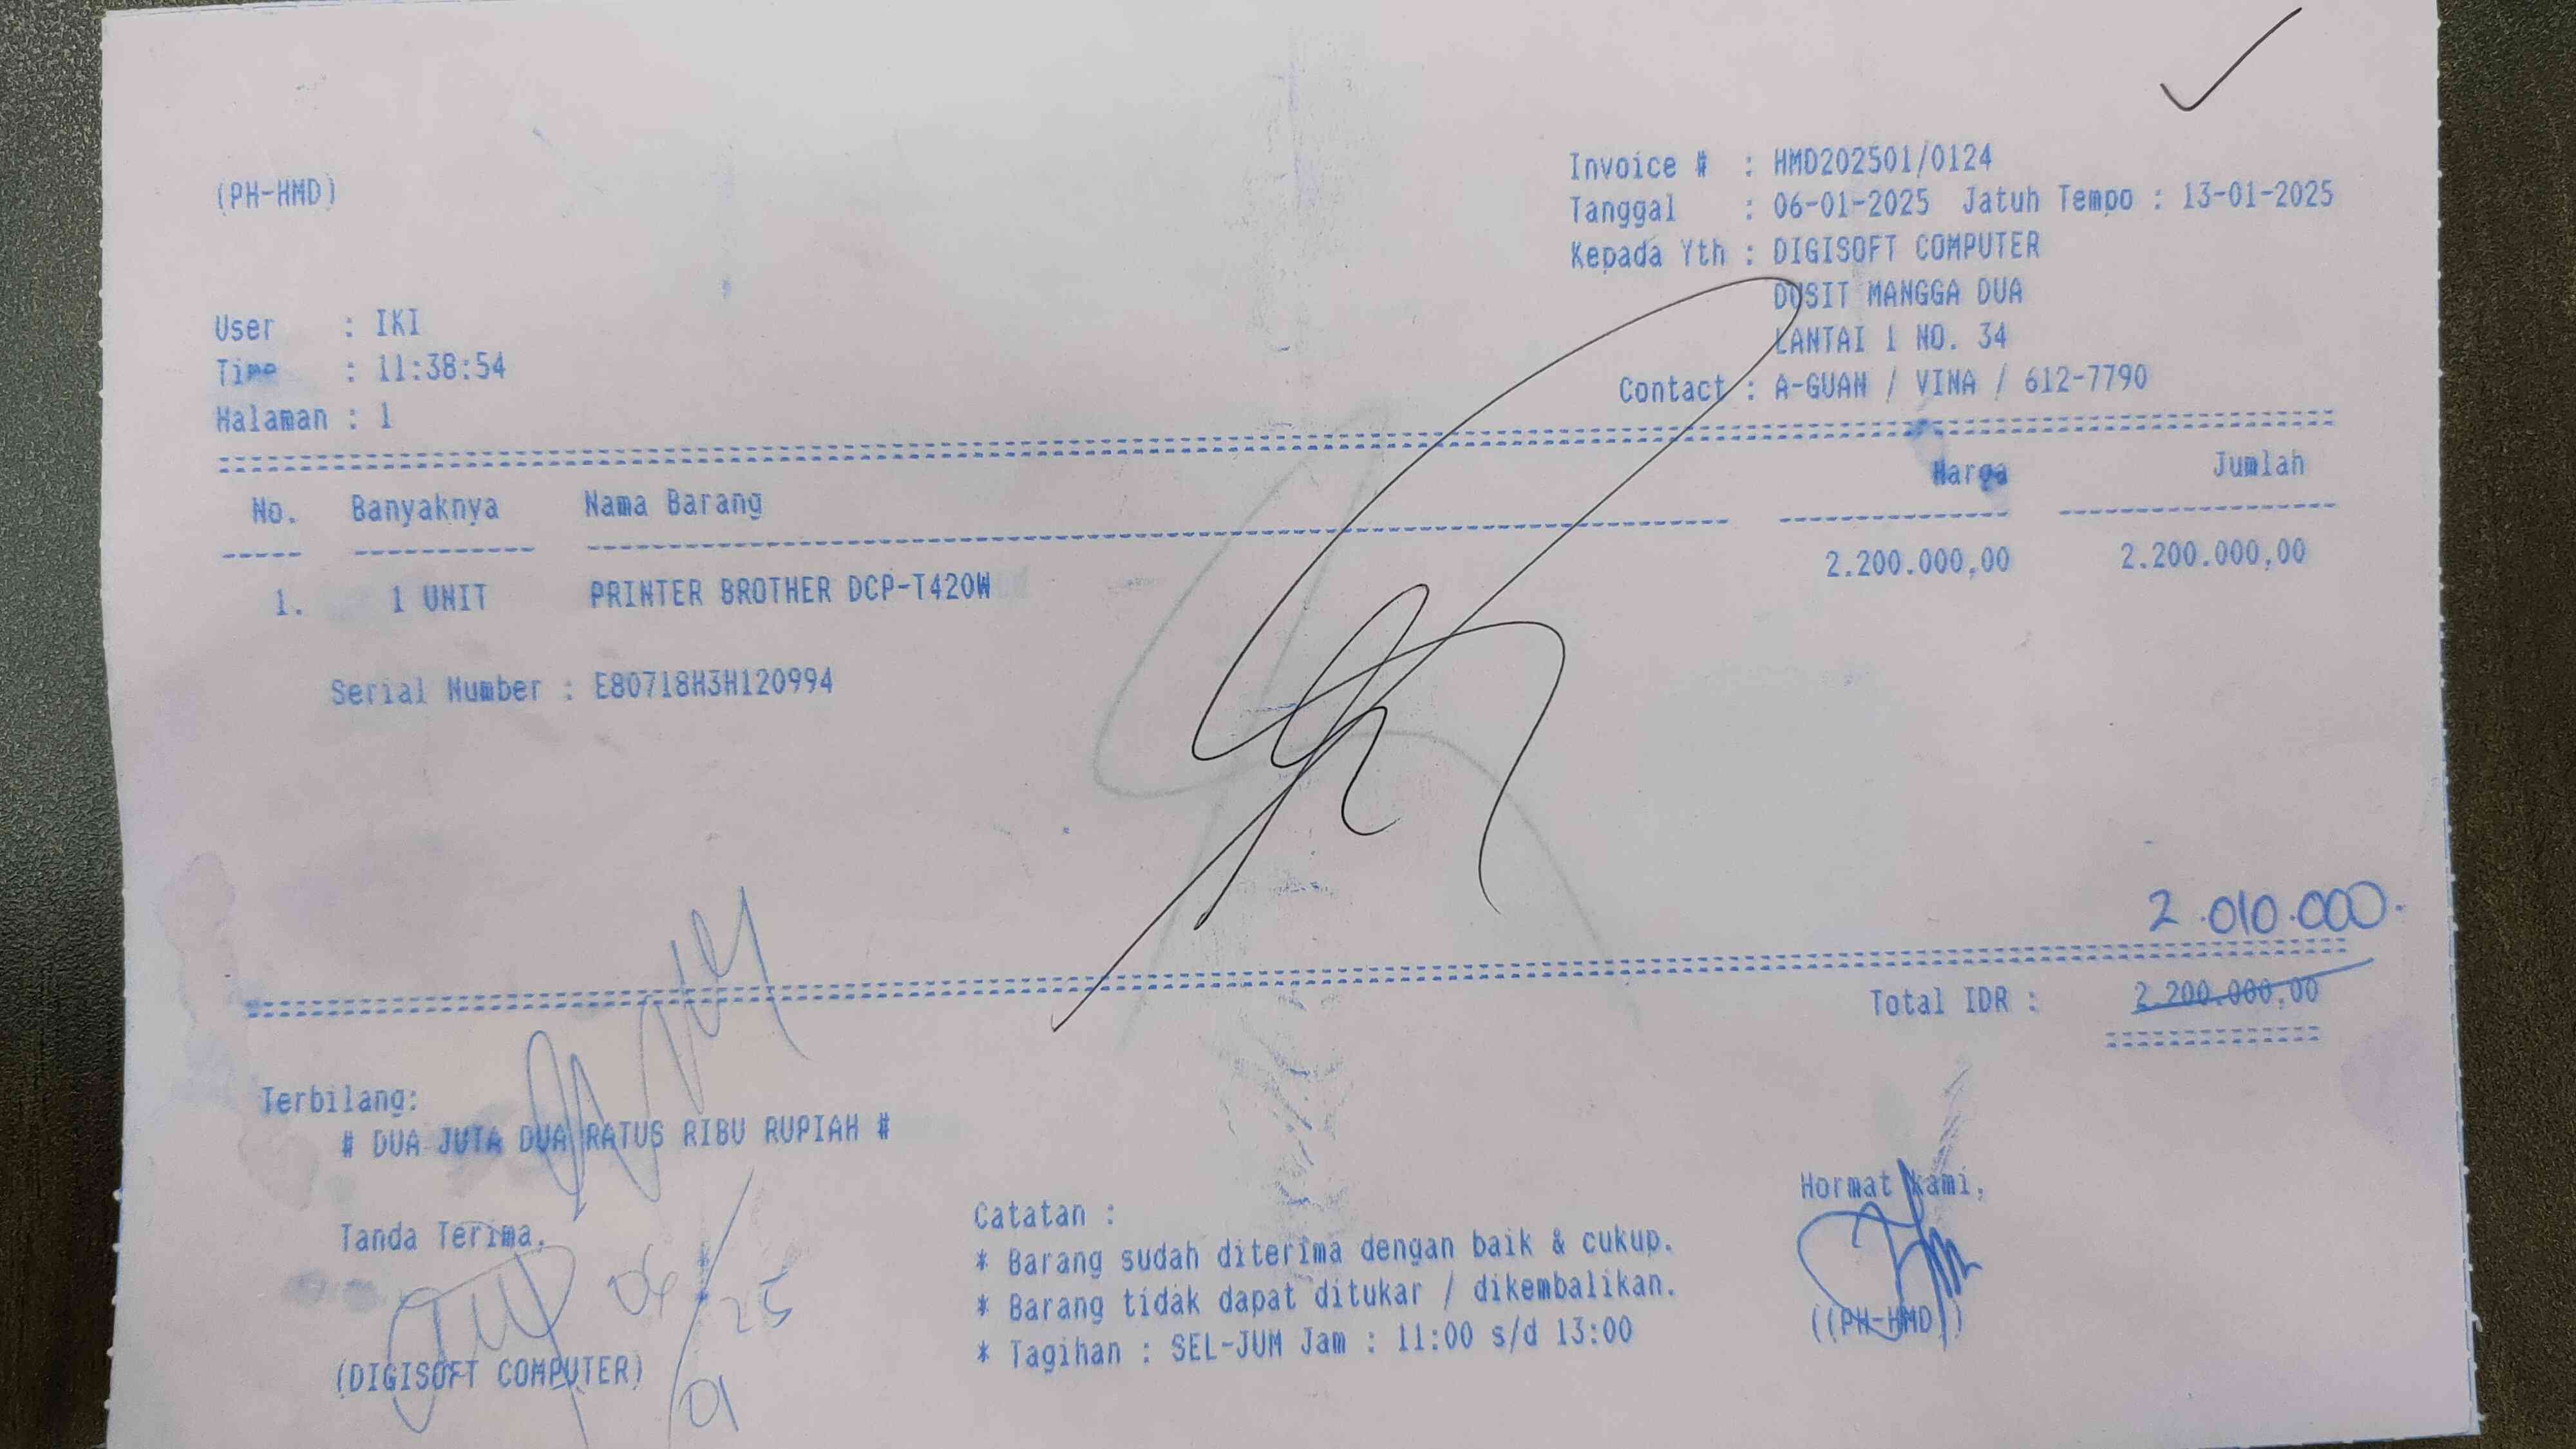 (PH-HMD)
Invoice # : HMD202501/0124
Tanggal : 06-01-2025 Jatuh Tempo : 13-01-2025
Kepada Yth : DIGISOFT COMPUTER
DUSIT MANGGA DUA
LANTAI 1 NO. 34
Contact : A-GUAN / VINA / 612-7790
User : IKI
Time : 11:38:54
Halaman : 1
No. Banyaknya Nama Barang Harga Jumlah
1. 1 UNIT PRINTER BROTHER DCP-T420W 2.200.000,00 2.200.000,00
Serial Number : E80718H3H120994
2.010.000.
Total IDR : 2.200.000,00
Terbilang:
# DUA JUTA DUA RATUS RIBU RUPIAH #
Tanda Terima,
06/01/25
(DIGISOFT COMPUTER)
Catatan :
* Barang sudah diterima dengan baik & cukup.
* Barang tidak dapat ditukar / dikembalikan.
* Tagihan : SEL-JUM Jam : 11:00 s/d 13:00
Hormat kami,
((PH-HMD))